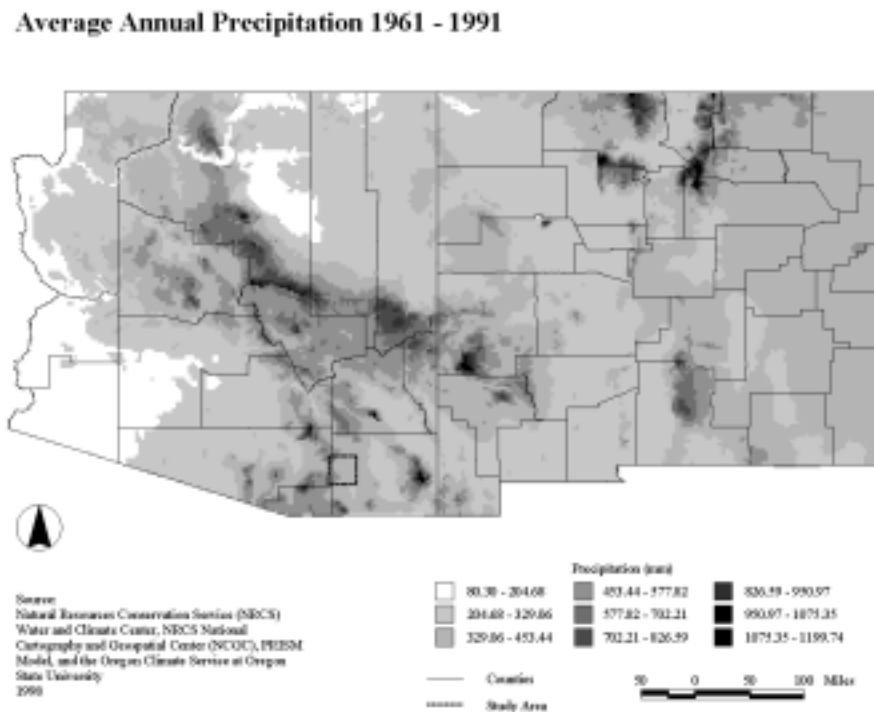 Average Annual Precipitation 1961 - 1991
Precipitation (mm)
80.30 - 204.68
204.68 - 329.06
329.06 - 453.44
453.44 - 577.82
577.82 - 702.21
702.21 - 826.59
826.59 - 950.97
950.97 - 1075.35
1075.35 - 1199.74
Source:
Natural Resources Conservation Service (NRCS)
Water and Climate Center, NRCS National
Cartography and Geospatial Center (NCGC), PRISM
Model, and the Oregon Climate Service at Oregon
State University
1998
Counties
Study Area
50 0 50 100 Miles